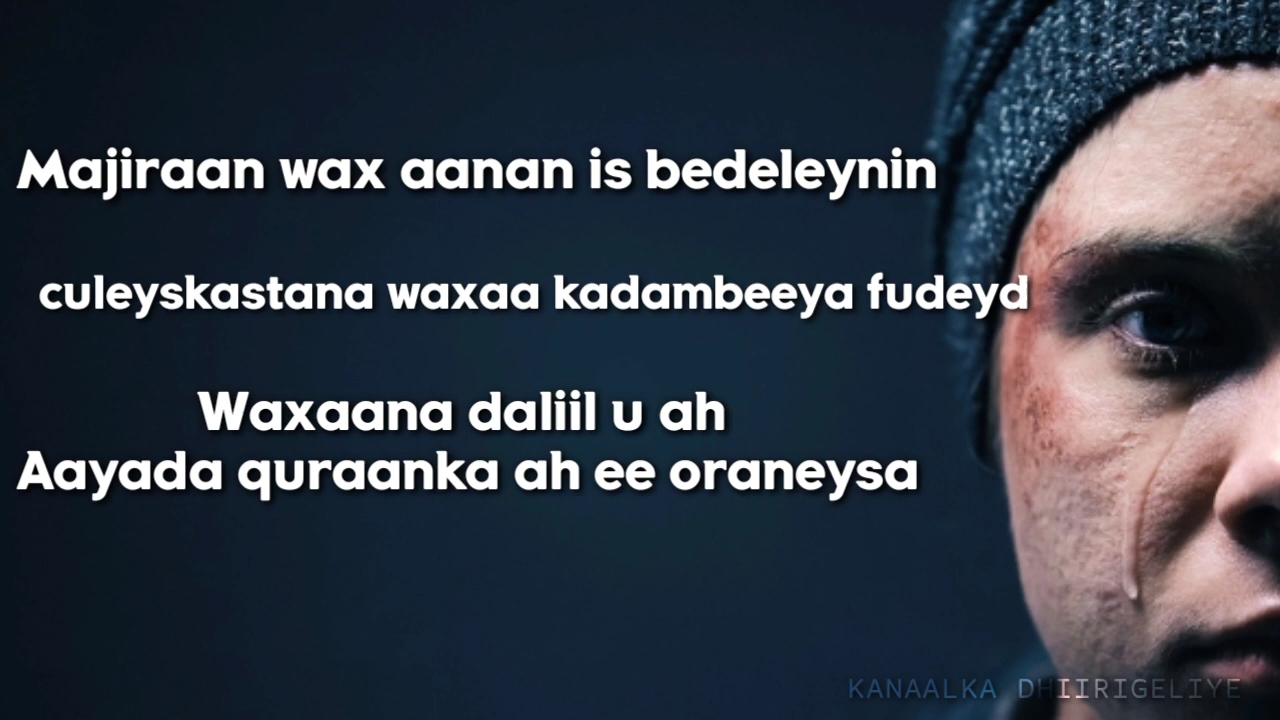 Majiraan wax aanan is bedeleynin
culeyskastana waxaa kadambeeya fudeyd
Waxaana daliil u ah
Aayada quraanka ah ee oraneysa
KANAALKA DHIIRIGELIYE